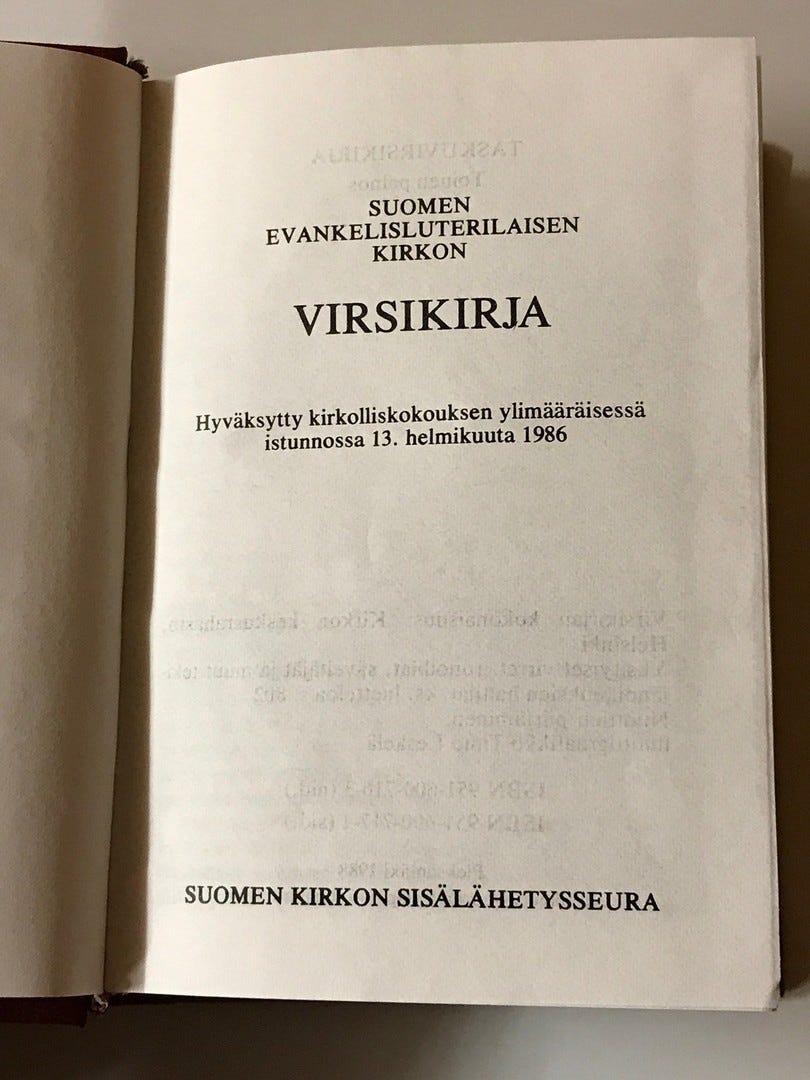 SUOMEN
EVANKELISLUTERILAISEN
KIRKON
VIRSIKIRJA
Hyväksytty kirkolliskokouksen ylimääräisessä
istunnossa 13. helmikuuta 1986
SUOMEN KIRKON SISÄLÄHETYSSEURA